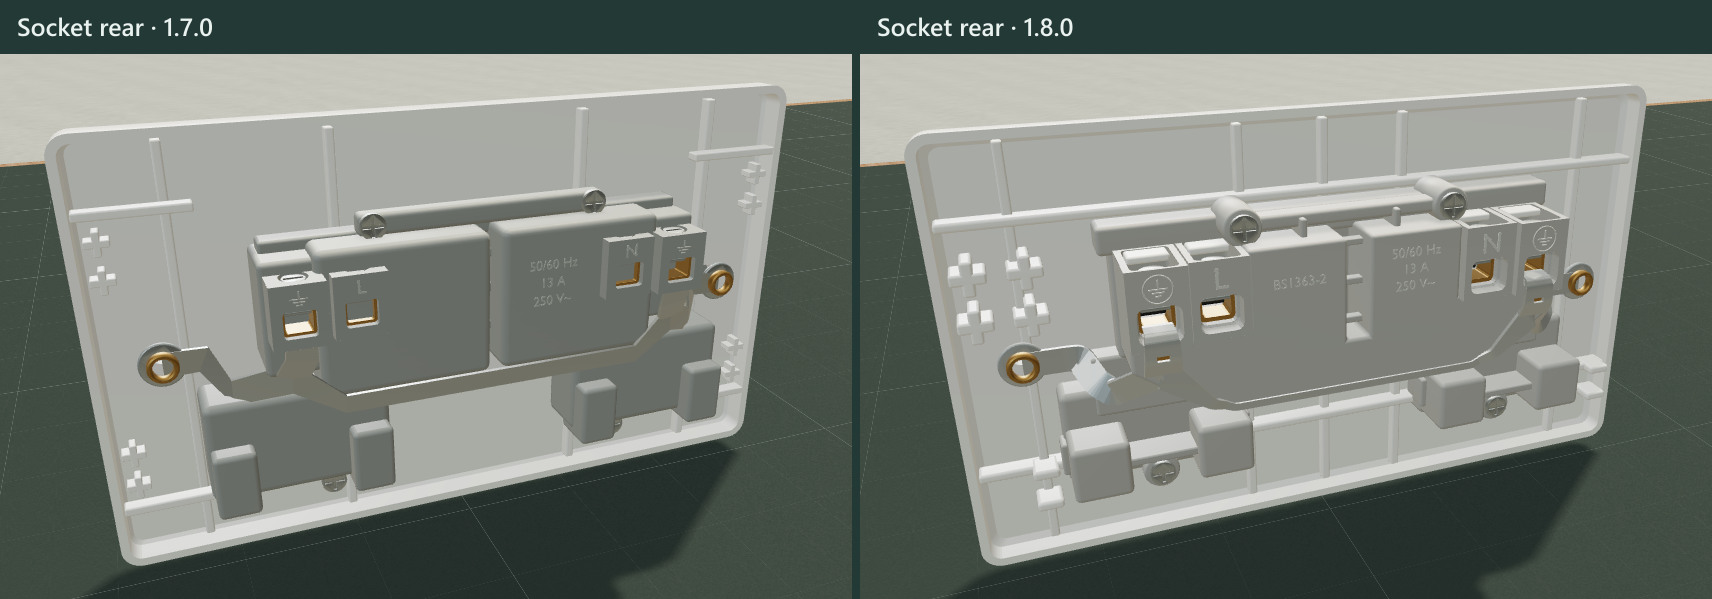 Socket rear · 1.7.0
Socket rear · 1.8.0
L
50/60 Hz
13 A
250 V~
N
L
BS1363-2
50/60 Hz
13 A
250 V~
N